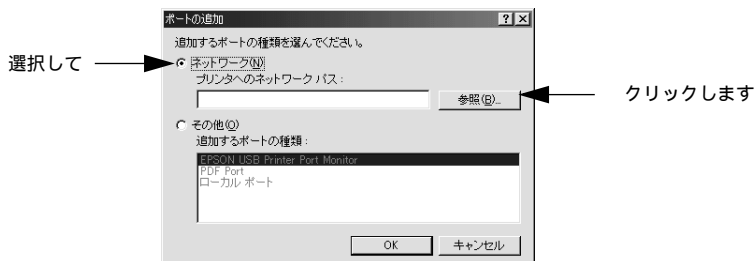 ポートの追加
追加するポートの種類を選んでください。
選択して
ネットワーク(N)
プリンタへのネットワーク パス：
参照(B)...
クリックします
その他(O)
追加するポートの種類：
EPSON USB Printer Port Monitor
PDF Port
ローカル ポート
OK
キャンセル